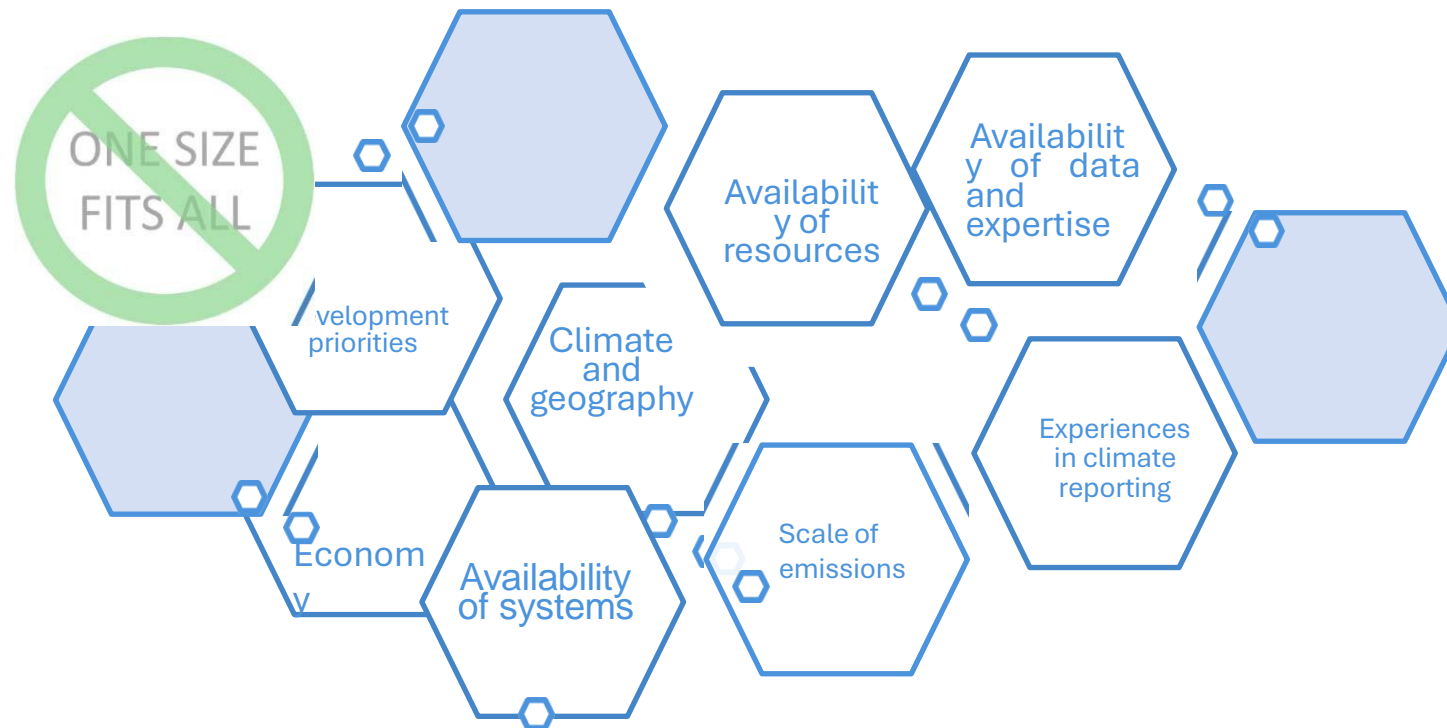 ONE SIZE
FITS ALL
Availabilit
y of data
and
expertise
Availabilit
y of
resources
velopment
priorities
Climate
and
geography
Experiences
in climate
reporting
Scale of
emissions
Econom
y
Availability
of systems